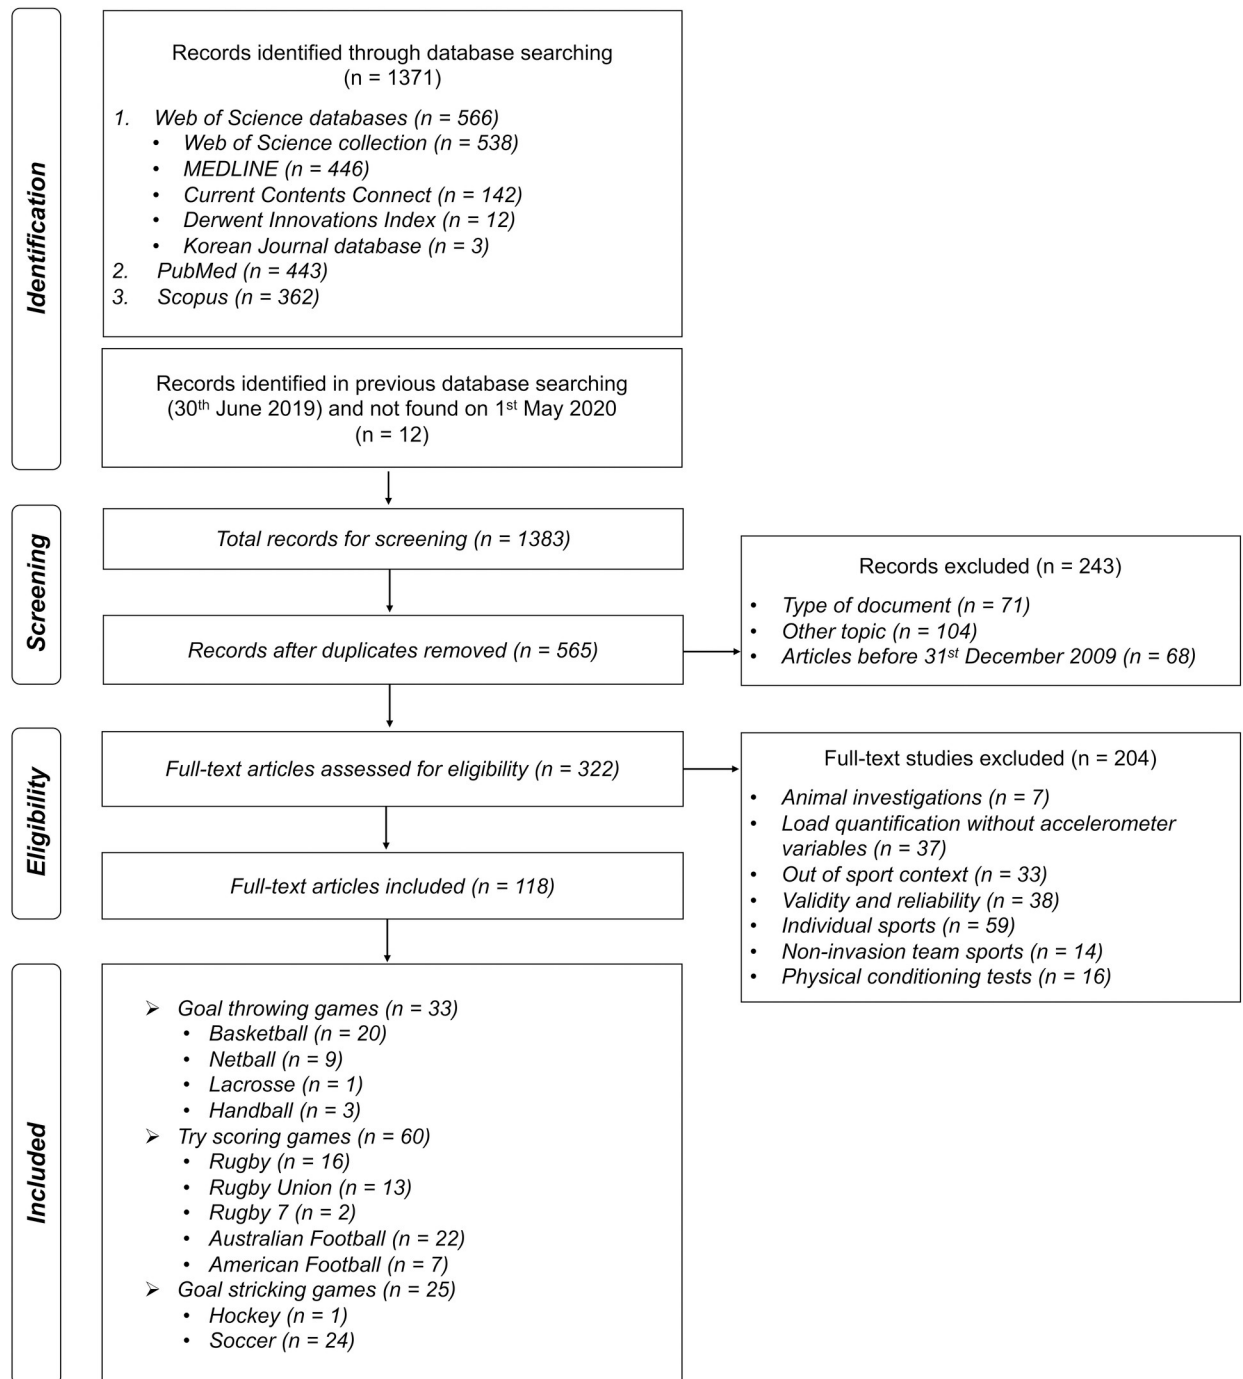 Identification
Records identified through database searching
(n = 1371)
1. Web of Science databases (n = 566)
• Web of Science collection (n = 538)
• MEDLINE (n = 446)
• Current Contents Connect (n = 142)
• Derwent Innovations Index (n = 12)
• Korean Journal database (n = 3)
2. PubMed (n = 443)
3. Scopus (n = 362)
Records identified in previous database searching
(30th June 2019) and not found on 1st May 2020
(n = 12)
Screening
Total records for screening (n = 1383)
Records after duplicates removed (n = 565)
Records excluded (n = 243)
• Type of document (n = 71)
• Other topic (n = 104)
• Articles before 31st December 2009 (n = 68)
Eligibility
Full-text articles assessed for eligibility (n = 322)
Full-text articles included (n = 118)
Full-text studies excluded (n = 204)
• Animal investigations (n = 7)
• Load quantification without accelerometer
variables (n = 37)
• Out of sport context (n = 33)
• Validity and reliability (n = 38)
• Individual sports (n = 59)
• Non-invasion team sports (n = 14)
• Physical conditioning tests (n = 16)
Included
➢ Goal throwing games (n = 33)
• Basketball (n = 20)
• Netball (n = 9)
• Lacrosse (n = 1)
• Handball (n = 3)
➢ Try scoring games (n = 60)
• Rugby (n = 16)
• Rugby Union (n = 13)
• Rugby 7 (n = 2)
• Australian Football (n = 22)
• American Football (n = 7)
➢ Goal stricking games (n = 25)
• Hockey (n = 1)
• Soccer (n = 24)